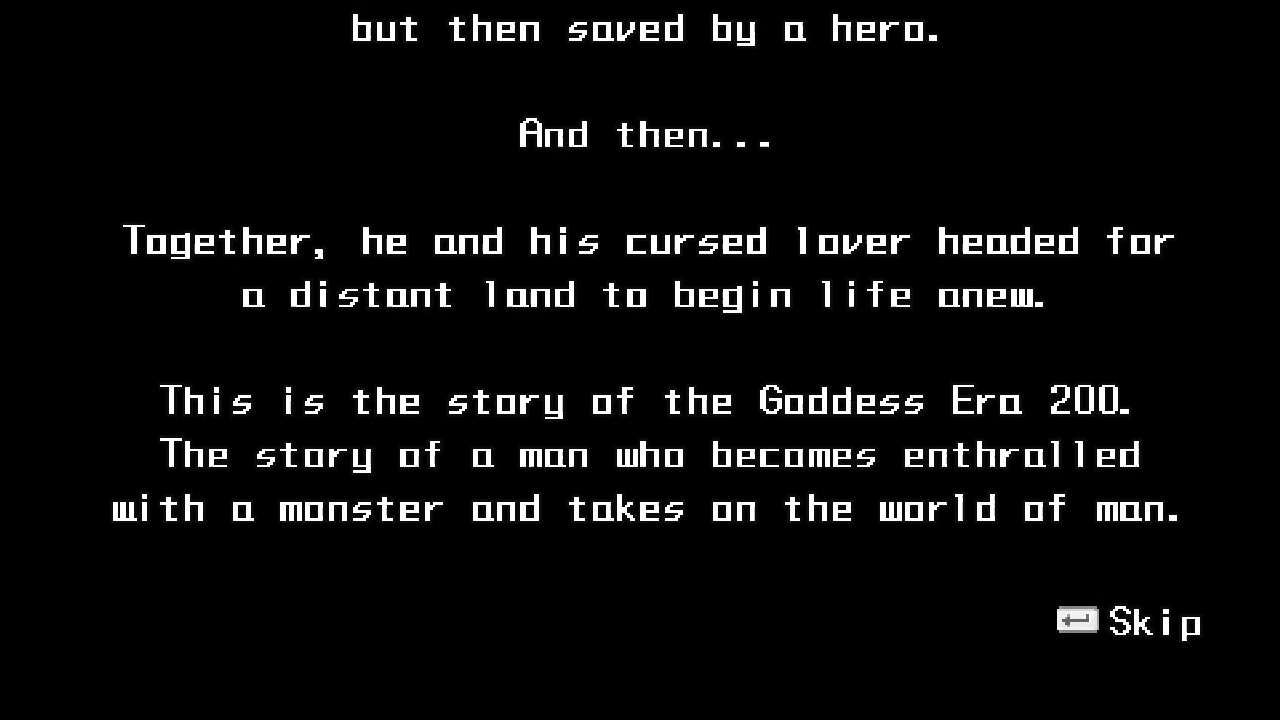 but then saved by a hero.
And then...
Together, he and his cursed lover headed for
a distant land to begin life anew.
This is the story of the Goddess Era 200.
The story of a man who becomes enthralled
with a monster and takes on the world of man.
Skip